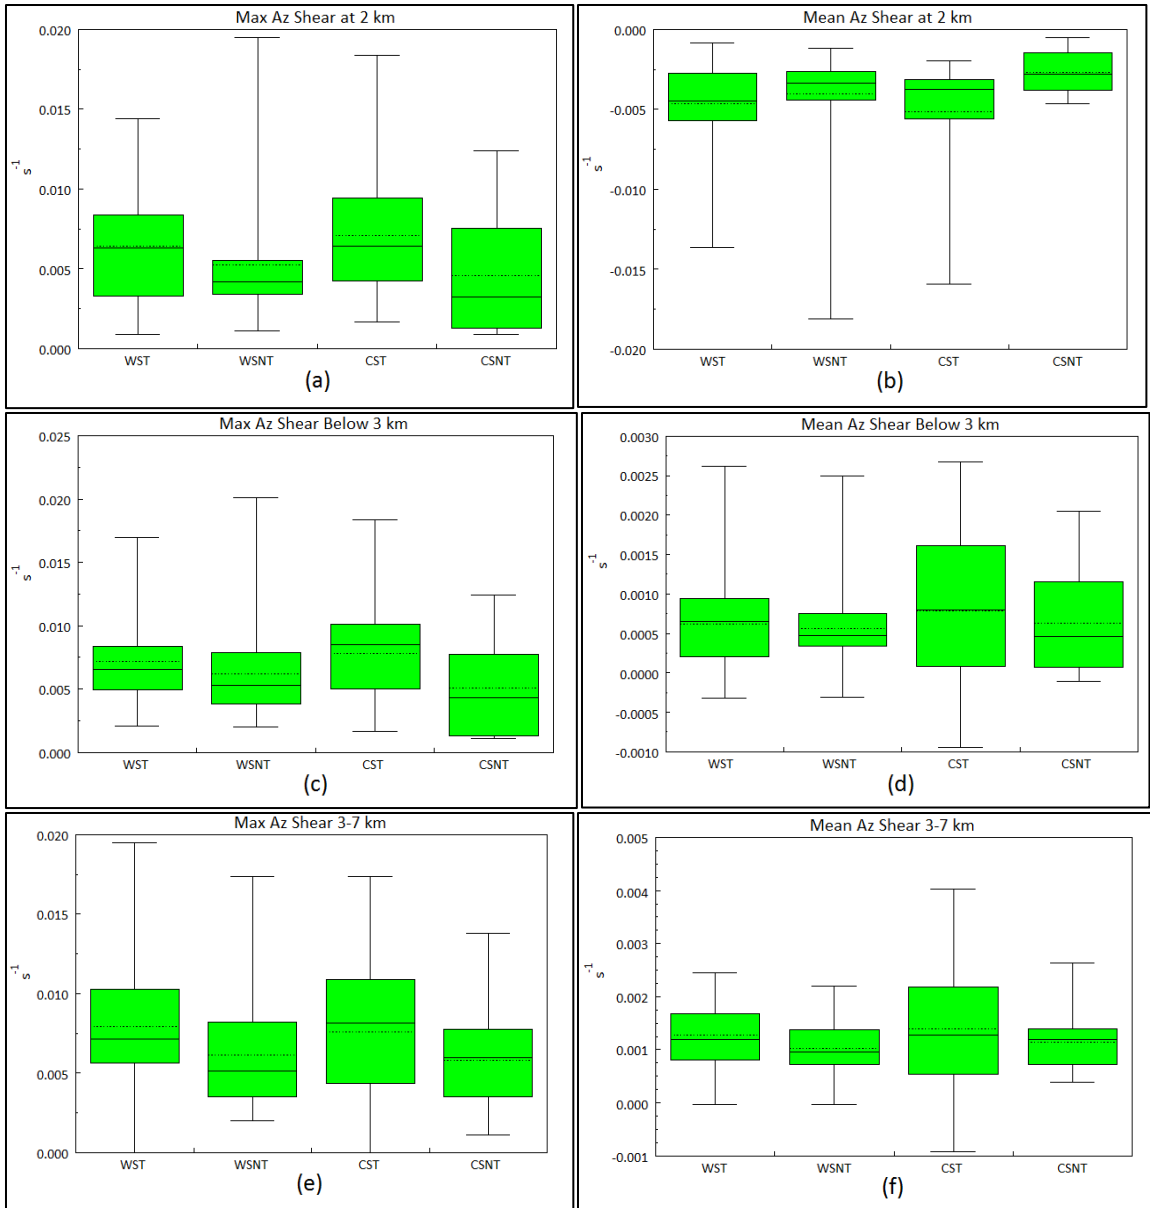 Max Az Shear at 2 km
0.020
0.015
0.010
0.005
0.000
s-1
WST WSNT CST CSNT
(a)
Mean Az Shear at 2 km
0.000
-0.005
-0.010
-0.015
-0.020
s-1
WST WSNT CST CSNT
(b)
Max Az Shear Below 3 km
0.025
0.020
0.015
0.010
0.005
0.000
s-1
WST WSNT CST CSNT
(c)
Mean Az Shear Below 3 km
0.0030
0.0025
0.0020
0.0015
0.0010
0.0005
0.0000
-0.0005
-0.0010
s-1
WST WSNT CST CSNT
(d)
Max Az Shear 3-7 km
0.020
0.015
0.010
0.005
0.000
s-1
WST WSNT CST CSNT
(e)
Mean Az Shear 3-7 km
0.005
0.004
0.003
0.002
0.001
0.000
-0.001
s-1
WST WSNT CST CSNT
(f)